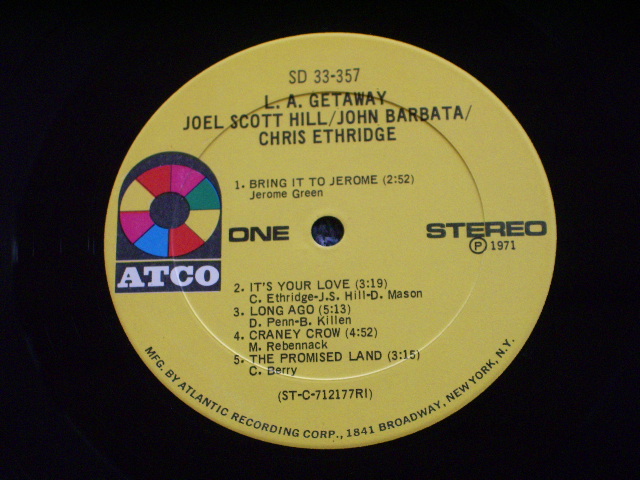 SD 33-357
L. A. GETAWAY
JOEL SCOTT HILL/JOHN BARBATA/
CHRIS ETHRIDGE
1. BRING IT TO JEROME (2:52)
Jerome Green
ATCO
ONE
STEREO
Ⓟ 1971
2. IT'S YOUR LOVE (3:19)
C. Ethridge-J.S. Hill-D. Mason
3. LONG AGO (5:13)
D. Penn-B. Killen
4. CRANEY CROW (4:52)
M. Rebennack
5. THE PROMISED LAND (3:15)
C. Berry
(ST-C-712177RI)
MFG. BY ATLANTIC RECORDING CORP., 1841 BROADWAY, NEW YORK, N.Y.